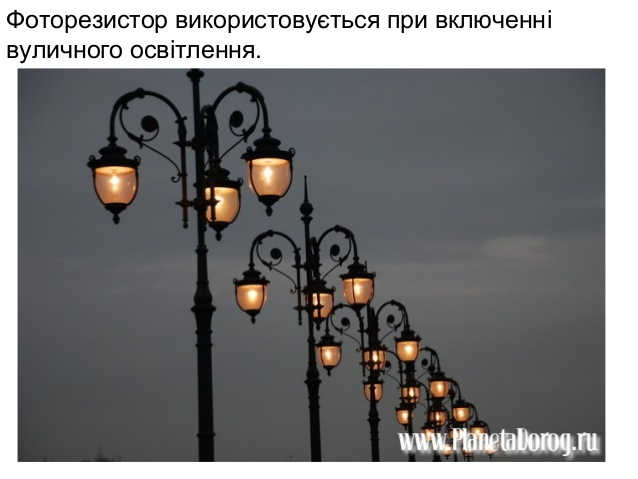 Фоторезистор використовується при включенні
вуличного освітлення.
www.PlanetaDorog.ru